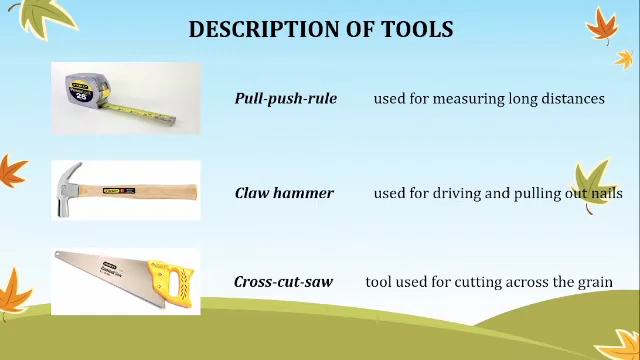 DESCRIPTION OF TOOLS
Pull-push-rule used for measuring long distances
Claw hammer used for driving and pulling out nails
Cross-cut-saw tool used for cutting across the grain